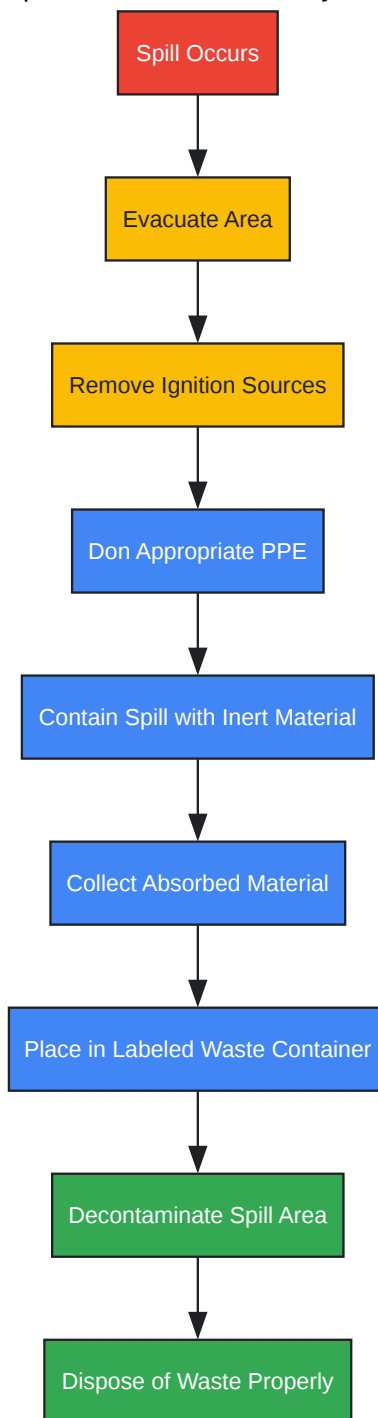 Spill Occurs
Evacuate Area
Remove Ignition Sources
Don Appropriate PPE
Contain Spill with Inert Material
Collect Absorbed Material
Place in Labeled Waste Container
Decontaminate Spill Area
Dispose of Waste Properly